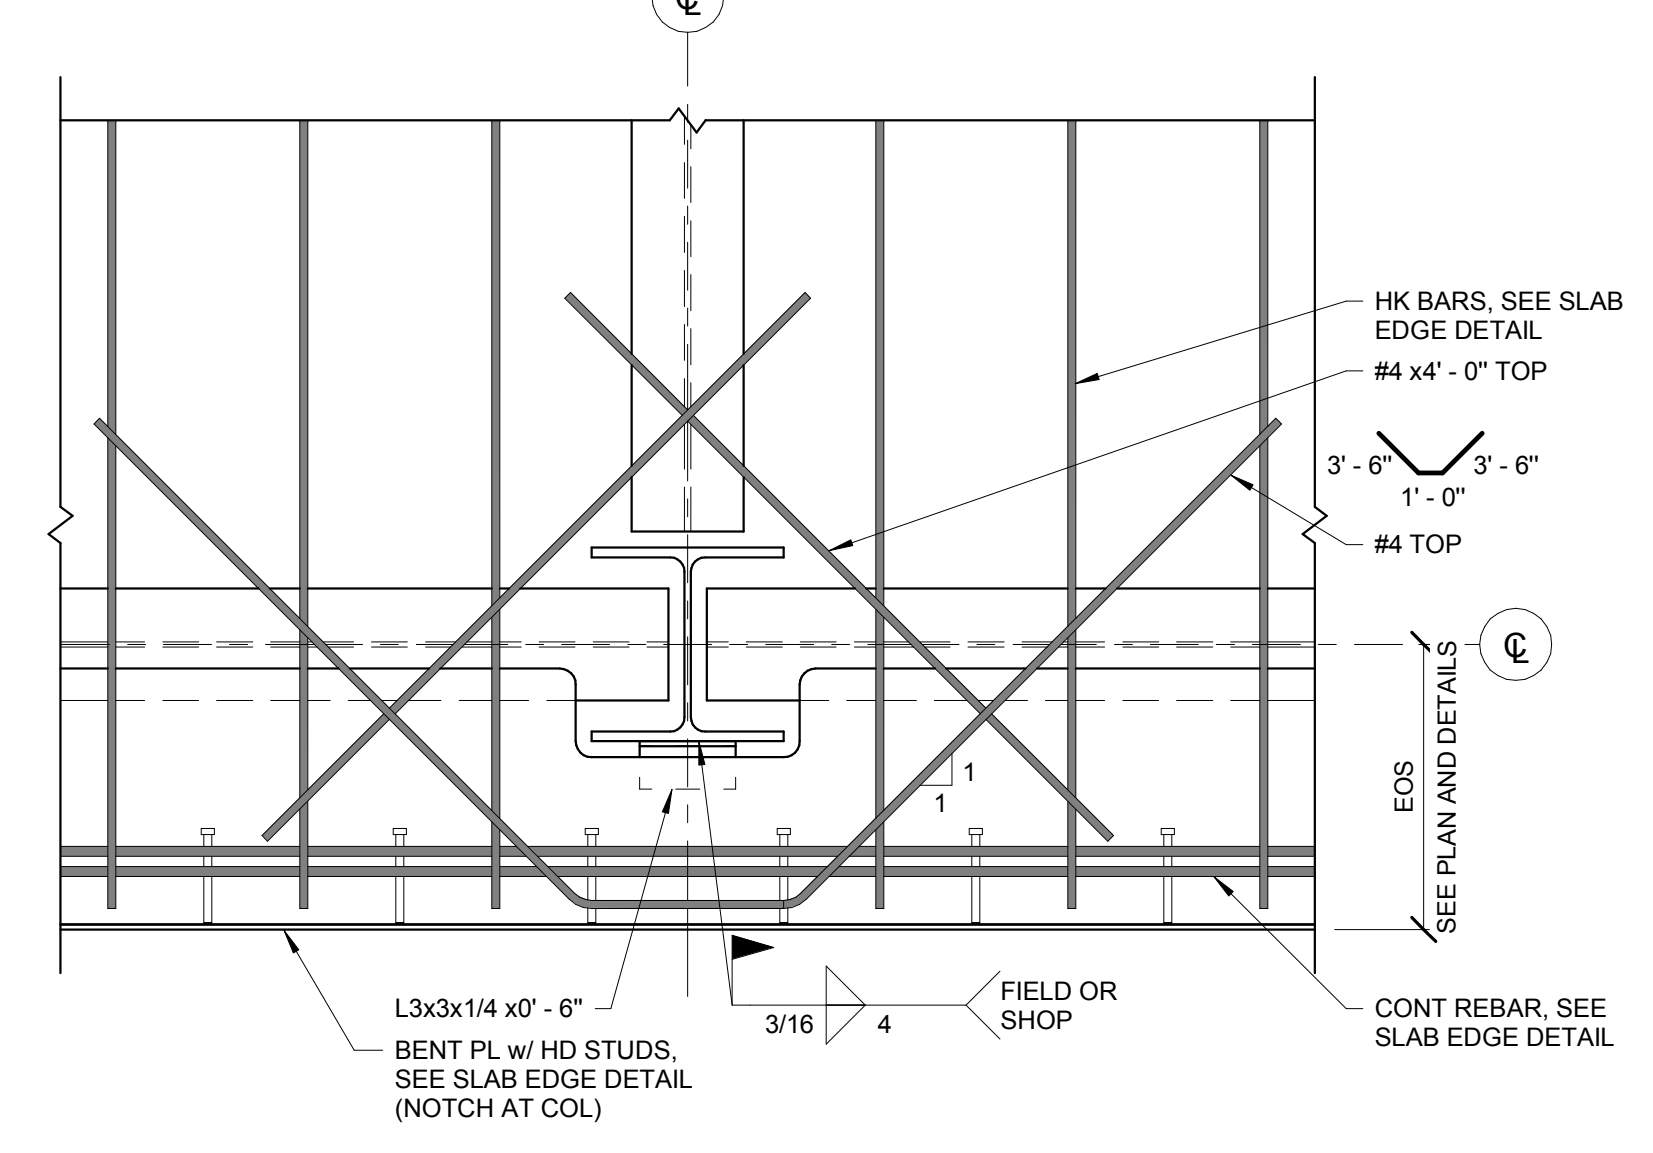 ℄
HK BARS, SEE SLAB
EDGE DETAIL
#4 x4' - 0" TOP
3' - 6"
3' - 6"
1' - 0"
#4 TOP
℄
EOS
SEE PLAN AND DETAILS
1
1
L3x3x1/4 x0' - 6"
3/16
4
FIELD OR
SHOP
CONT REBAR, SEE
SLAB EDGE DETAIL
BENT PL w/ HD STUDS,
SEE SLAB EDGE DETAIL
(NOTCH AT COL)